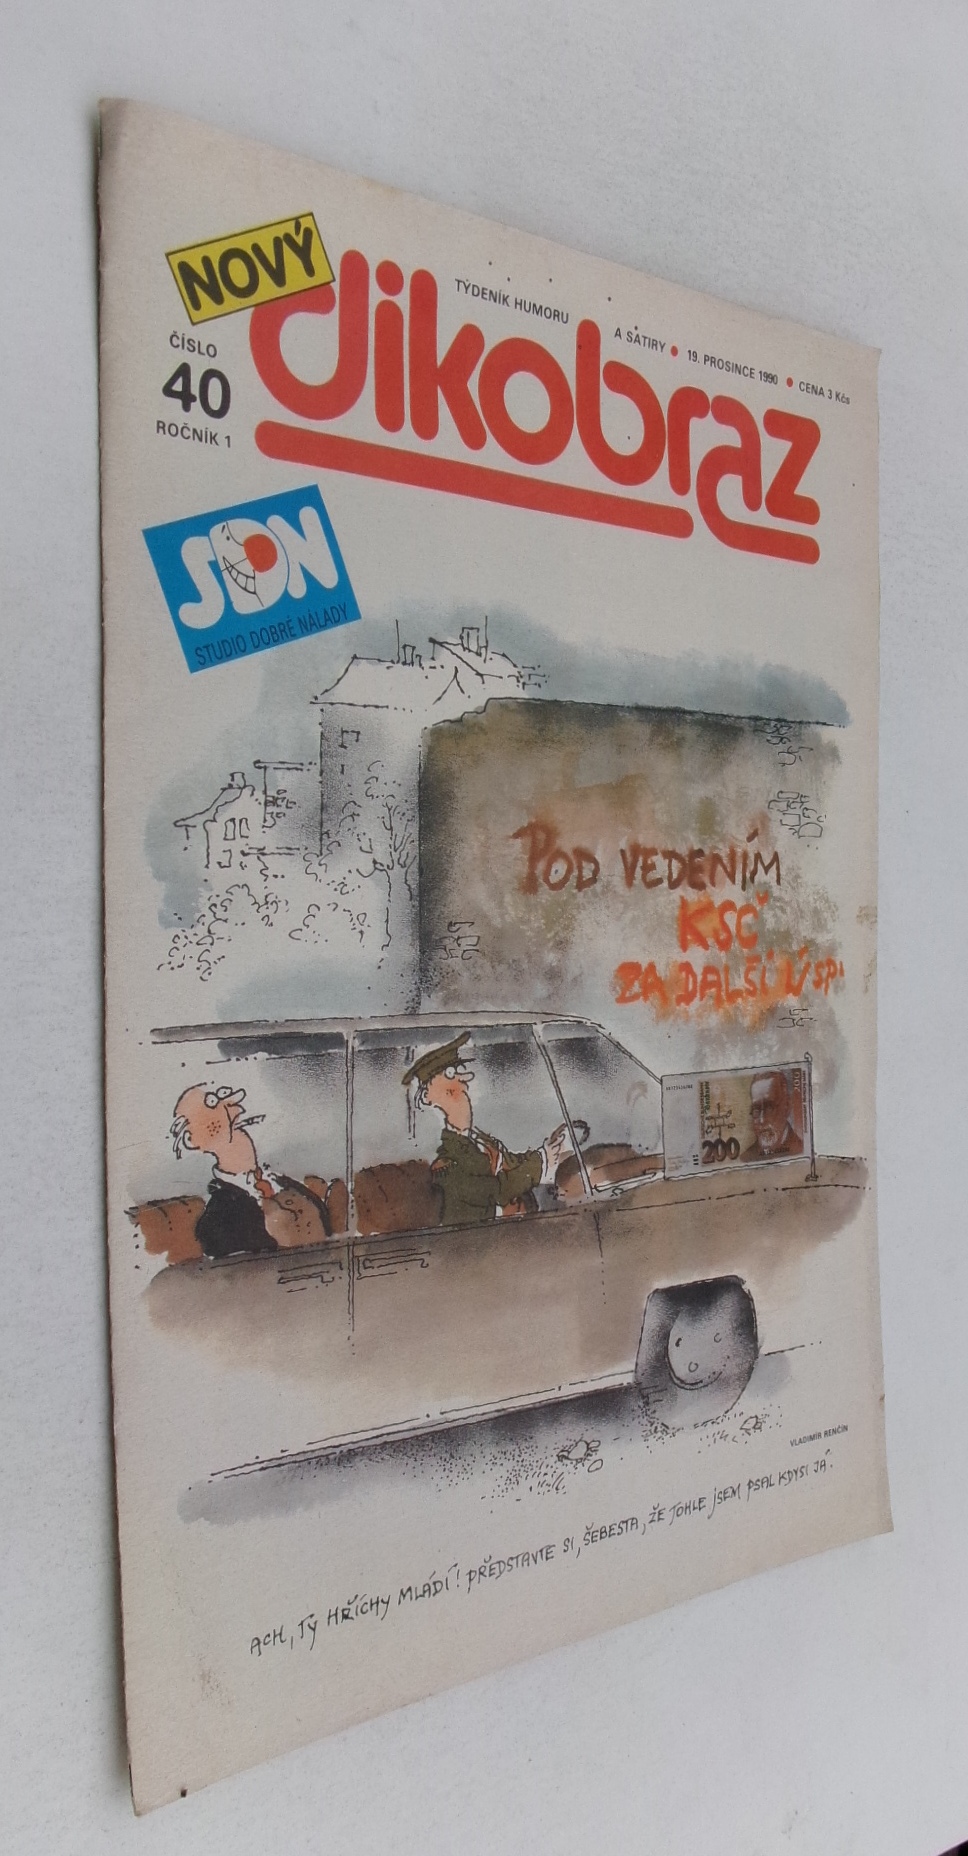 NOVÝ
dikobraz
TÝDENÍK HUMORU A SATIRY ● 19. PROSINCE 1990 ● CENA 3 Kčs
ČÍSLO
40
ROČNÍK 1
SDN
STUDIO DOBRÉ NÁLADY
POD VEDENÍM
KSČ
ZA DALŠÍ ÚSP
200
VLADIMÍR RENČÍN
ACH, TY HŘÍCHY MLÁDÍ! PŘEDSTAVTE SI, ŠEBESTA, ŽE TOHLE JSEM PSAL KDYSI JÁ.